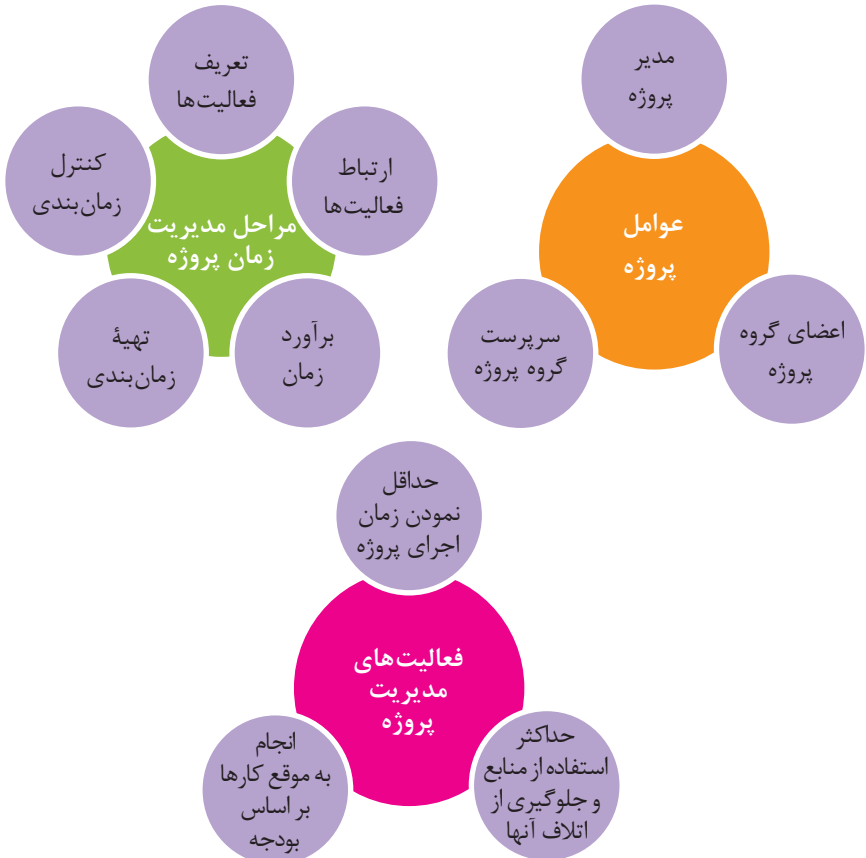 عوامل
پروژه
مدیر
پروژه
اعضای گروه
پروژه
سرپرست
گروه پروژه
مراحل مدیریت
زمان پروژه
تعریف
فعالیت‌ها
ارتباط
فعالیت‌ها
برآورد
زمان
تهیهٔ
زمان‌بندی
کنترل
زمان‌بندی
فعالیت‌های
مدیریت
پروژه
حداقل
نمودن زمان
اجرای پروژه
حداکثر
استفاده از منابع
و جلوگیری از
اتلاف آنها
انجام
به موقع کارها
بر اساس
بودجه